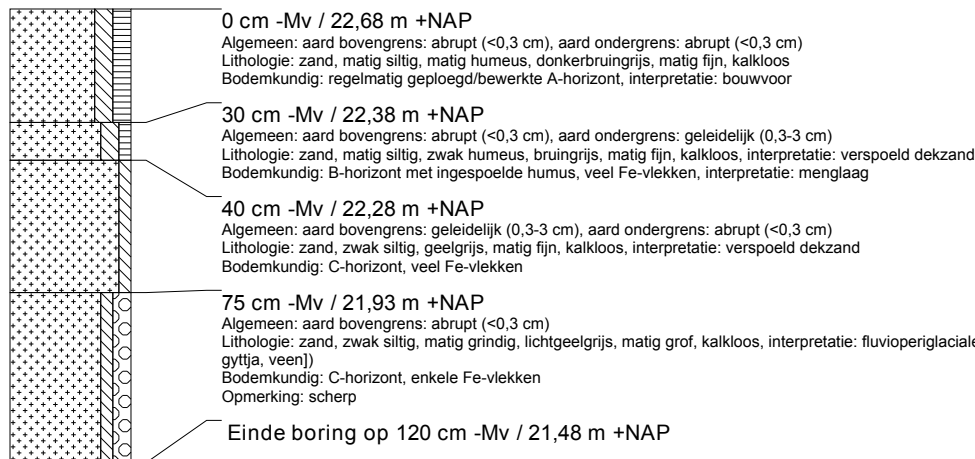 0 cm -Mv / 22,68 m +NAP
Algemeen: aard bovengrens: abrupt (<0,3 cm), aard ondergrens: abrupt (<0,3 cm)
Lithologie: zand, matig siltig, matig humeus, donkerbruingrijs, matig fijn, kalkloos
Bodemkundig: regelmatig geploegd/bewerkte A-horizont, interpretatie: bouwvoor
30 cm -Mv / 22,38 m +NAP
Algemeen: aard bovengrens: abrupt (<0,3 cm), aard ondergrens: geleidelijk (0,3-3 cm)
Lithologie: zand, matig siltig, zwak humeus, bruingrijs, matig fijn, kalkloos, interpretatie: verspoeld dekzand
Bodemkundig: B-horizont met ingespoelde humus, veel Fe-vlekken, interpretatie: menglaag
40 cm -Mv / 22,28 m +NAP
Algemeen: aard bovengrens: geleidelijk (0,3-3 cm), aard ondergrens: abrupt (<0,3 cm)
Lithologie: zand, zwak siltig, geelgrijs, matig fijn, kalkloos, interpretatie: verspoeld dekzand
Bodemkundig: C-horizont, veel Fe-vlekken
75 cm -Mv / 21,93 m +NAP
Algemeen: aard bovengrens: abrupt (<0,3 cm)
Lithologie: zand, zwak siltig, matig grindig, lichtgeelgrijs, matig grof, kalkloos, interpretatie: fluvioperiglaciale
gyttja, veen])
Bodemkundig: C-horizont, enkele Fe-vlekken
Opmerking: scherp
Einde boring op 120 cm -Mv / 21,48 m +NAP